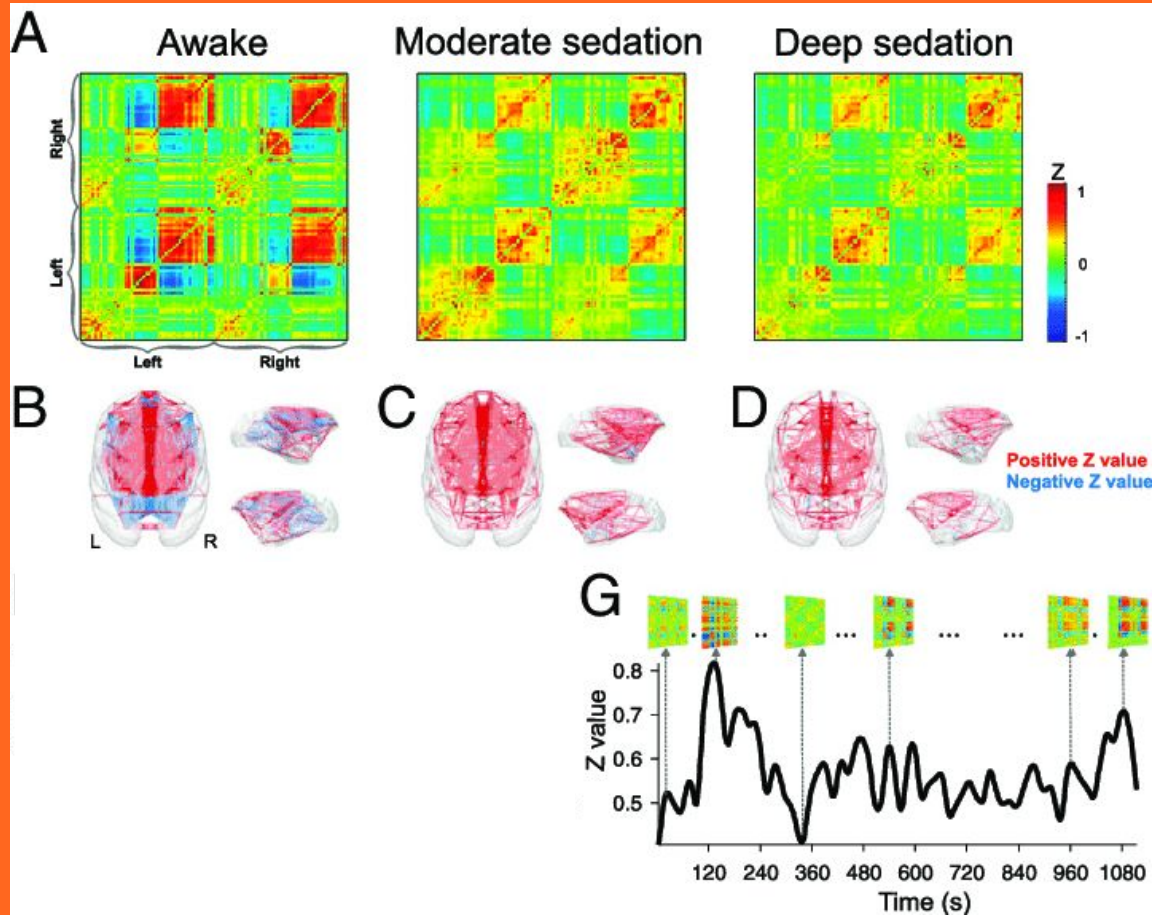 A
Awake
Moderate sedation
Deep sedation
Right
Left
Left
Right
Z
1
0
-1
B
L
R
C
D
Positive Z value
Negative Z value
G
Z value
0.8
0.7
0.6
0.5
120 240 360 480 600 720 840 960 1080
Time (s)